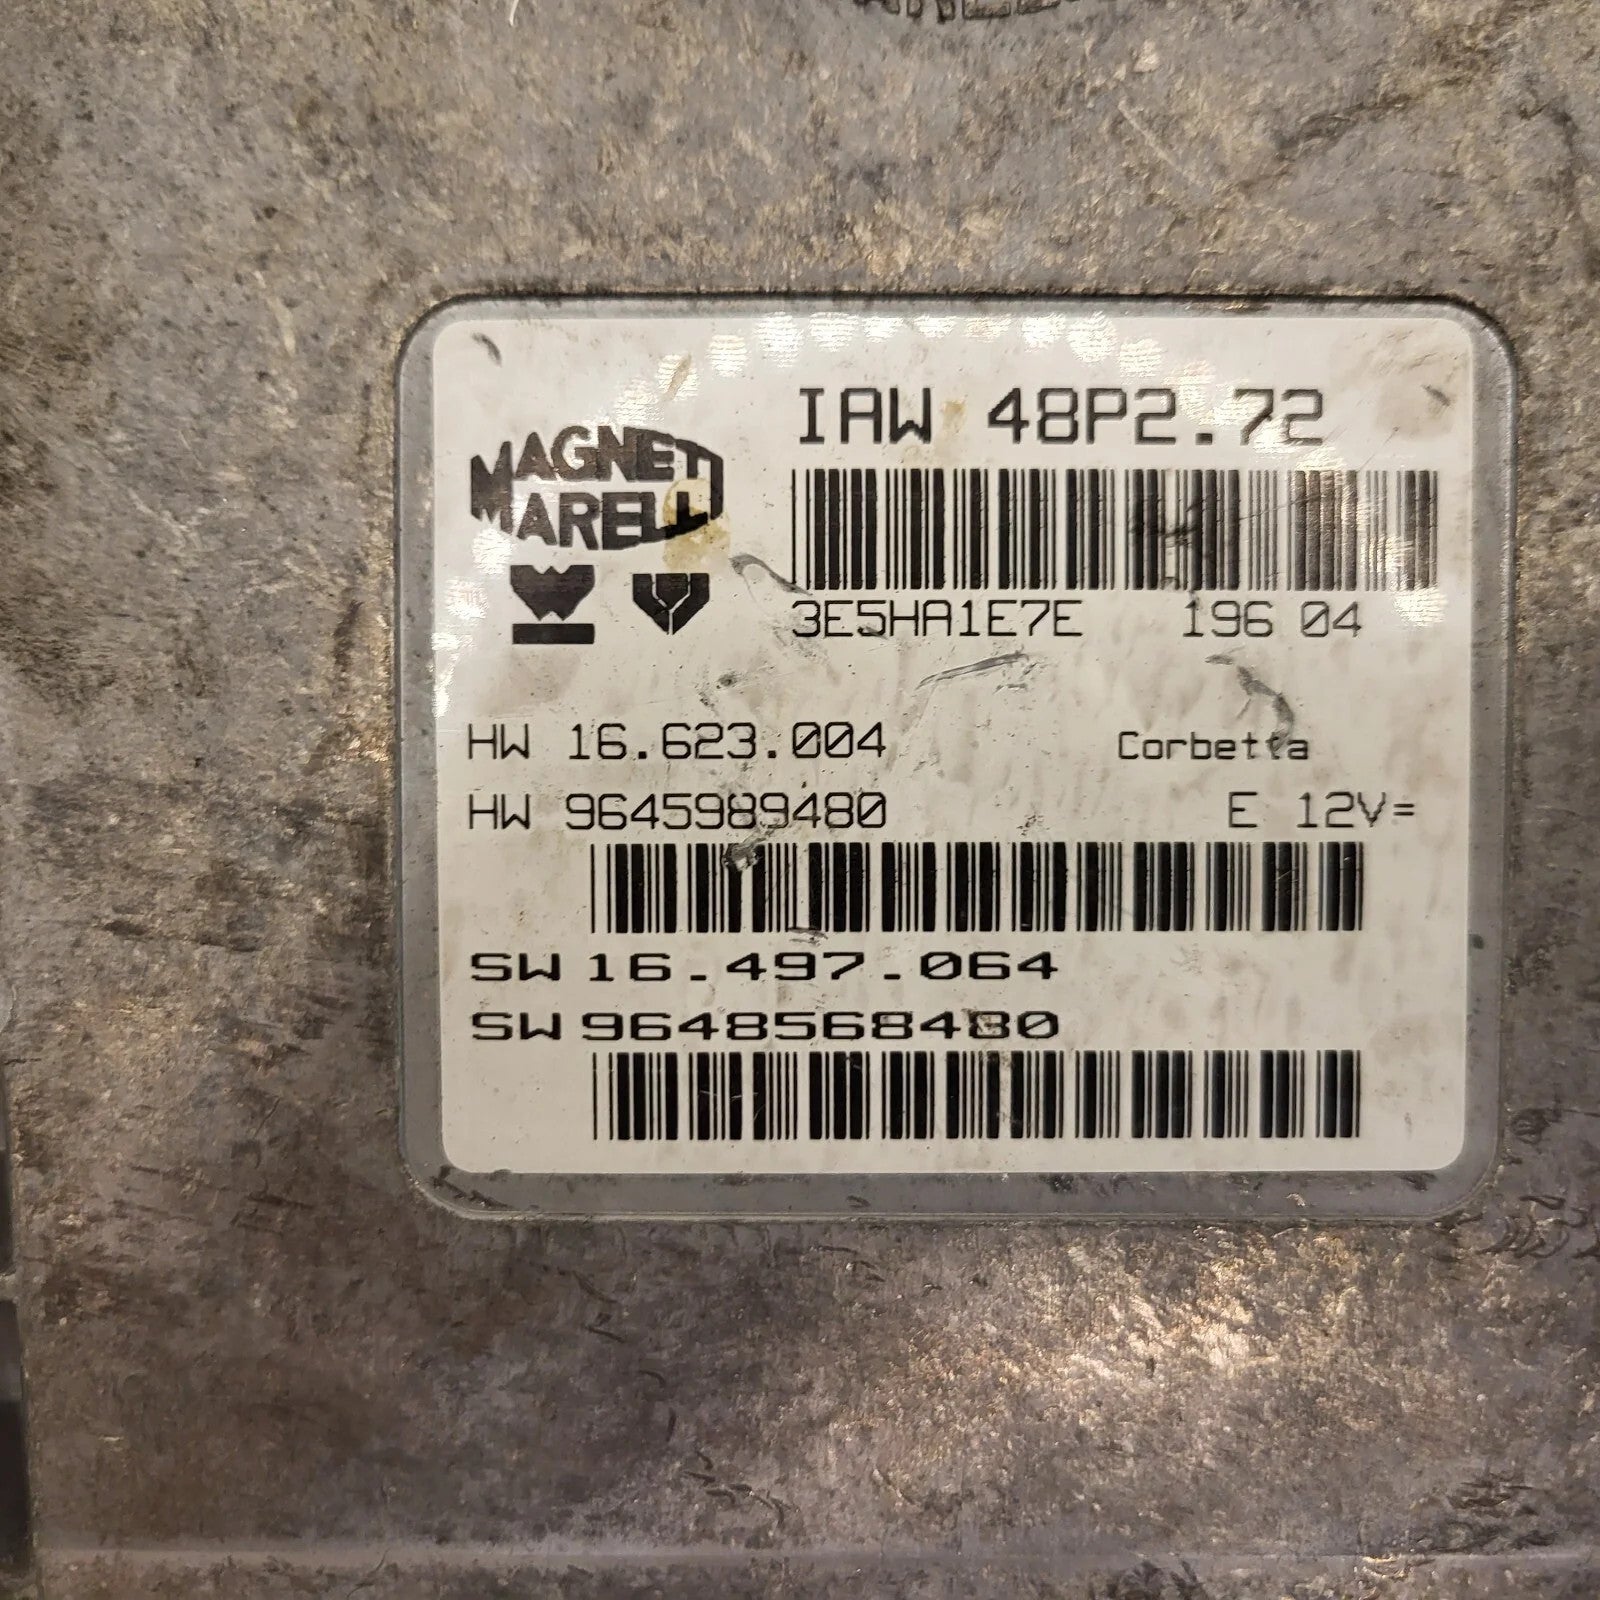 IAW 48P2.72
MAGNETI
MARELLI
3E5HA1E7E 196 04
HW 16.623.004 Corbetta
HW 9645989480 E 12V=
SW 16.497.064
SW 9648568480